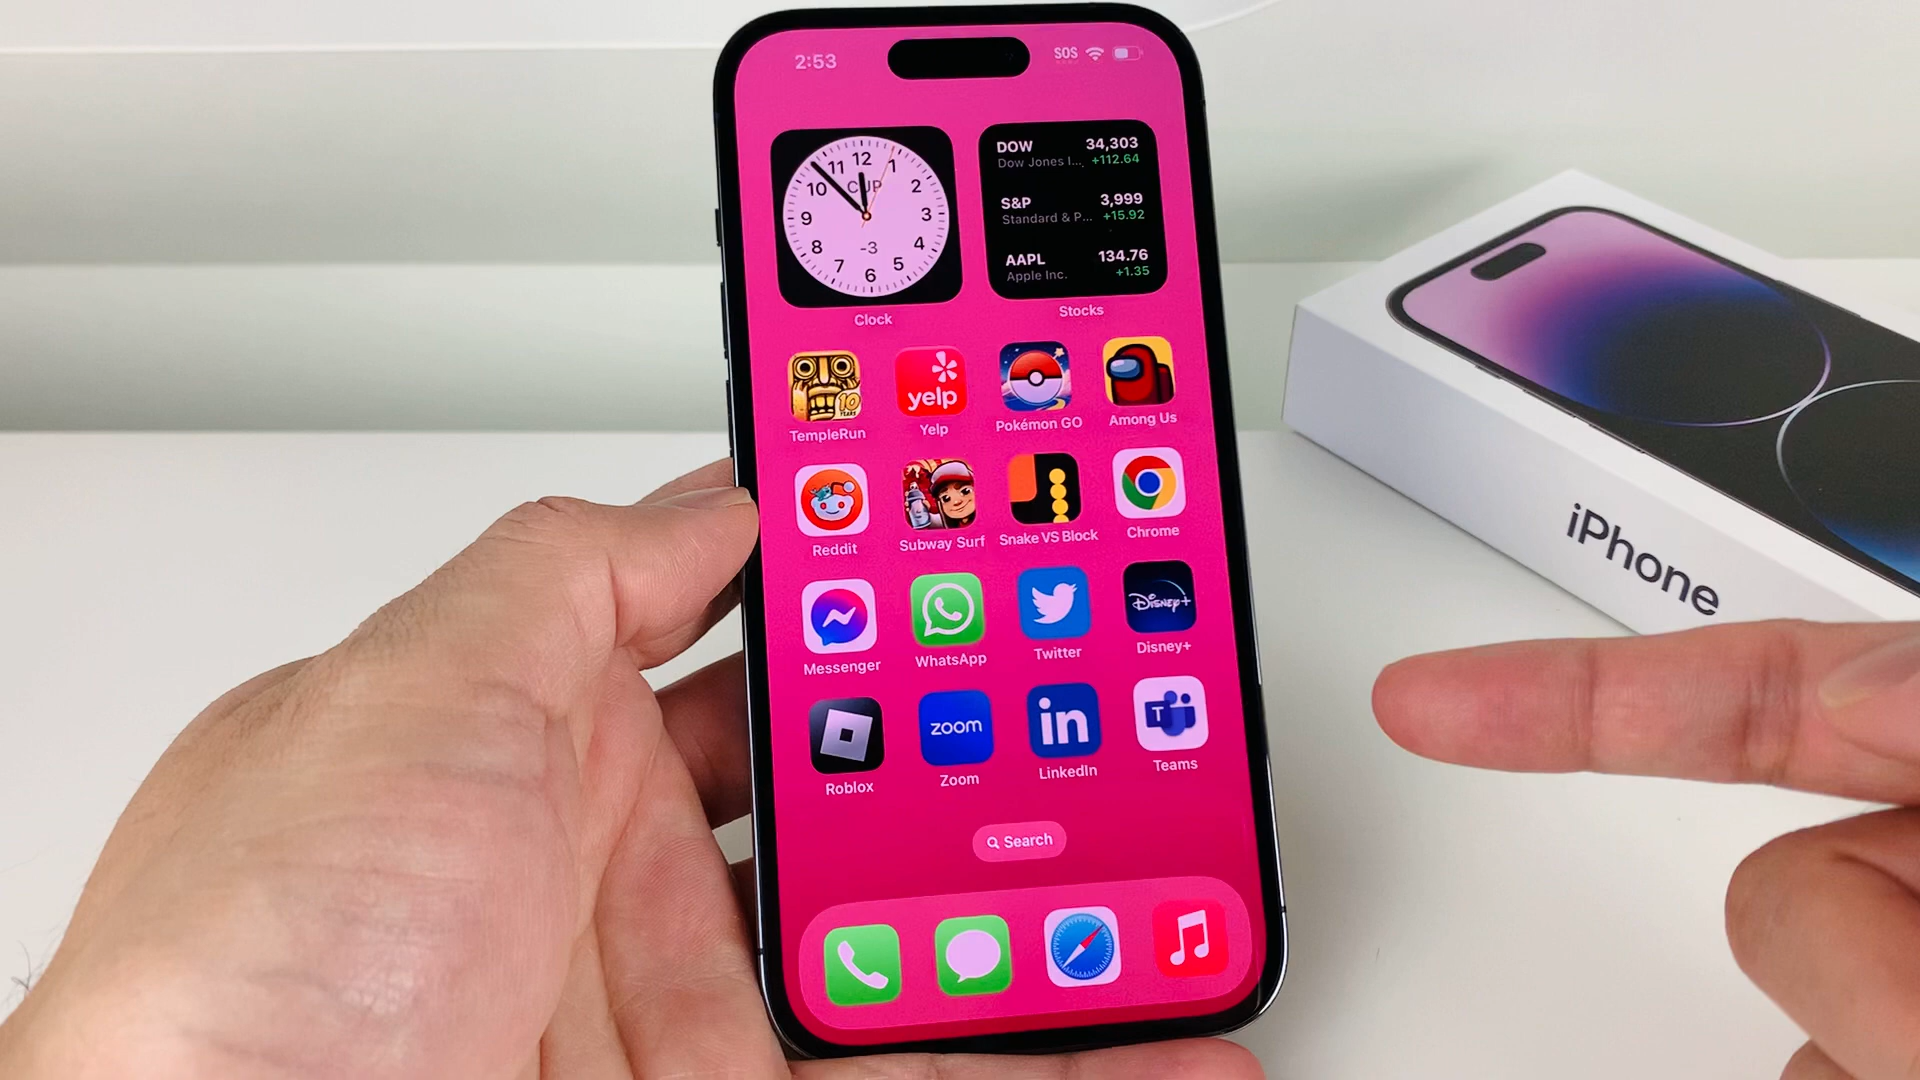 2:53
SOS
12
11
1
10
CUP
2
9
3
8
-3
4
7
5
6
Clock
DOW 34,303
Dow Jones I... +112.64
S&P 3,999
Standard & P... +15.92
AAPL 134.76
Apple Inc. +1.35
Stocks
10
YEARS
yelp
TempleRun Yelp Pokémon GO Among Us
Reddit Subway Surf Snake VS Block Chrome
Disney+
Messenger WhatsApp Twitter Disney+
zoom
in
T
Roblox Zoom LinkedIn Teams
Search
iPhone